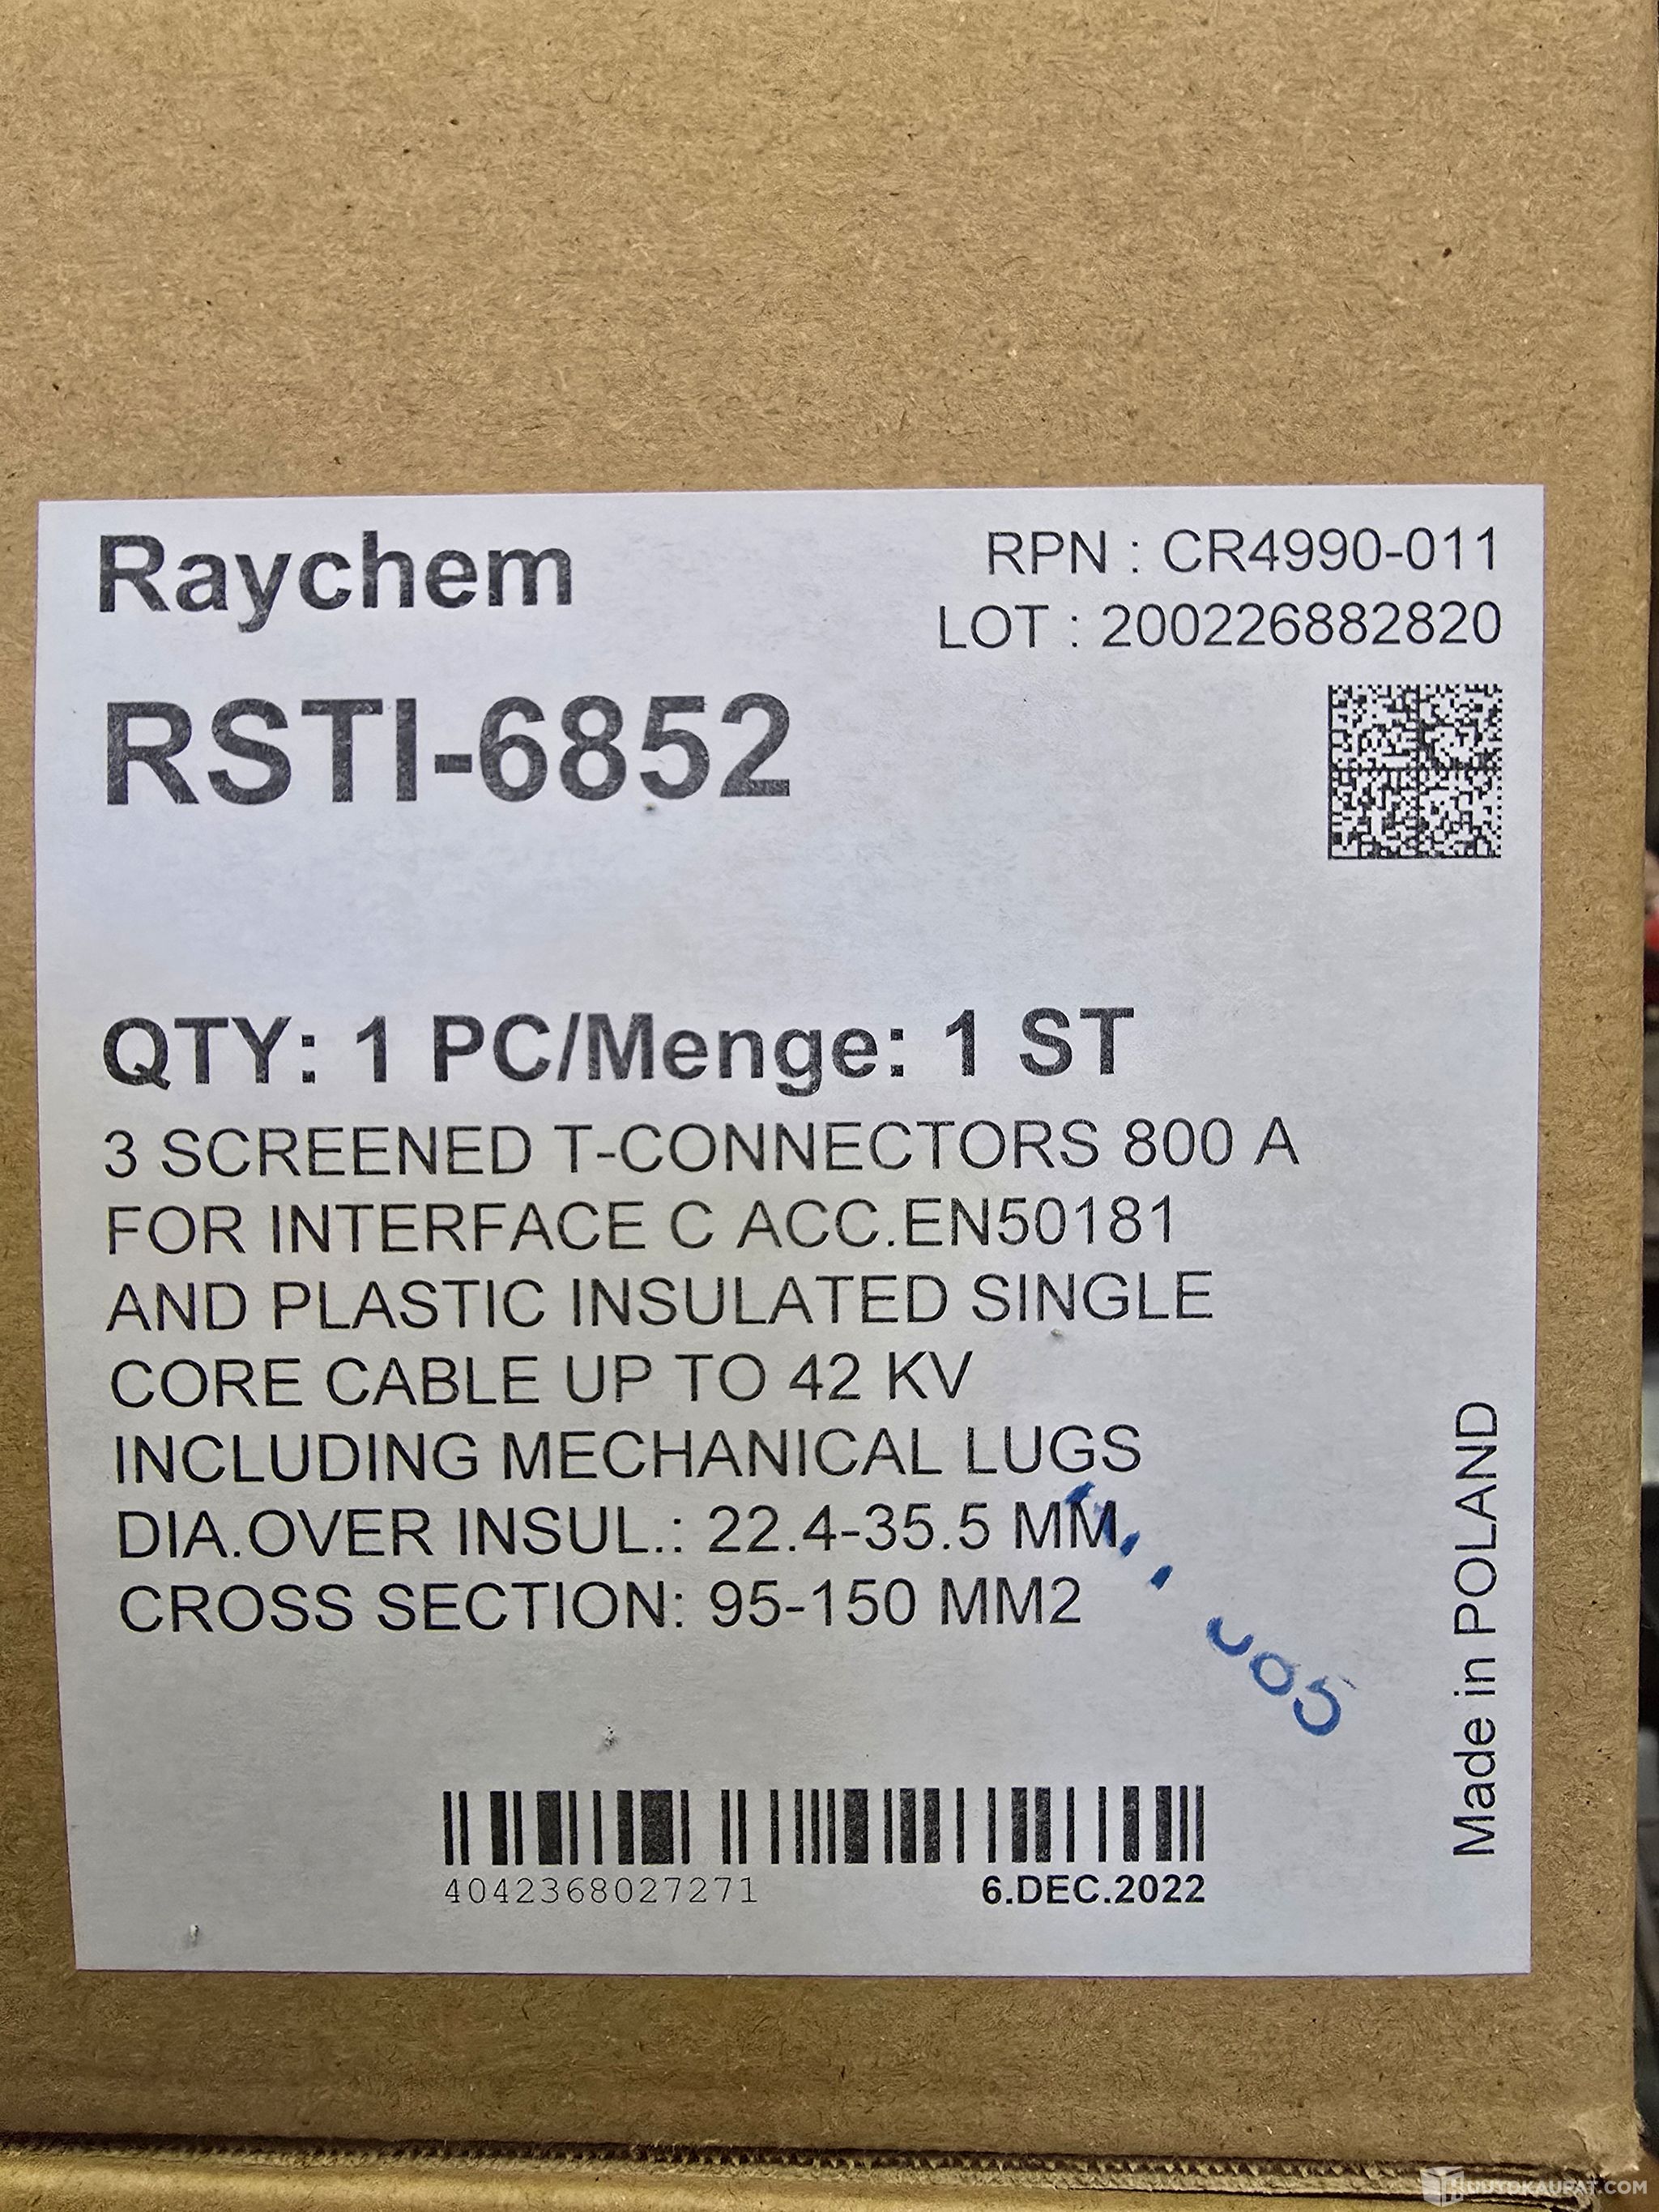 Raychem
RPN : CR4990-011
LOT : 200226882820
RSTI-6852
QTY: 1 PC/Menge: 1 ST
3 SCREENED T-CONNECTORS 800 A
FOR INTERFACE C ACC.EN50181
AND PLASTIC INSULATED SINGLE
CORE CABLE UP TO 42 KV
INCLUDING MECHANICAL LUGS
DIA.OVER INSUL.: 22.4-35.5 MM
CROSS SECTION: 95-150 MM2
Made in POLAND
4042368027271
6.DEC.2022